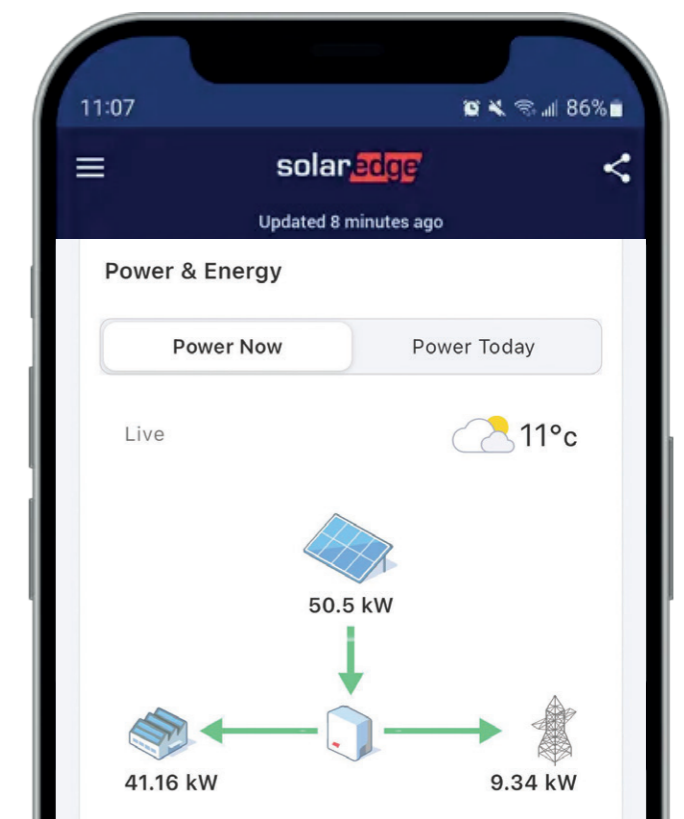 11:07 86%
solaredge
Updated 8 minutes ago
Power & Energy
Power Now Power Today
Live 11°c
50.5 kW
41.16 kW 9.34 kW